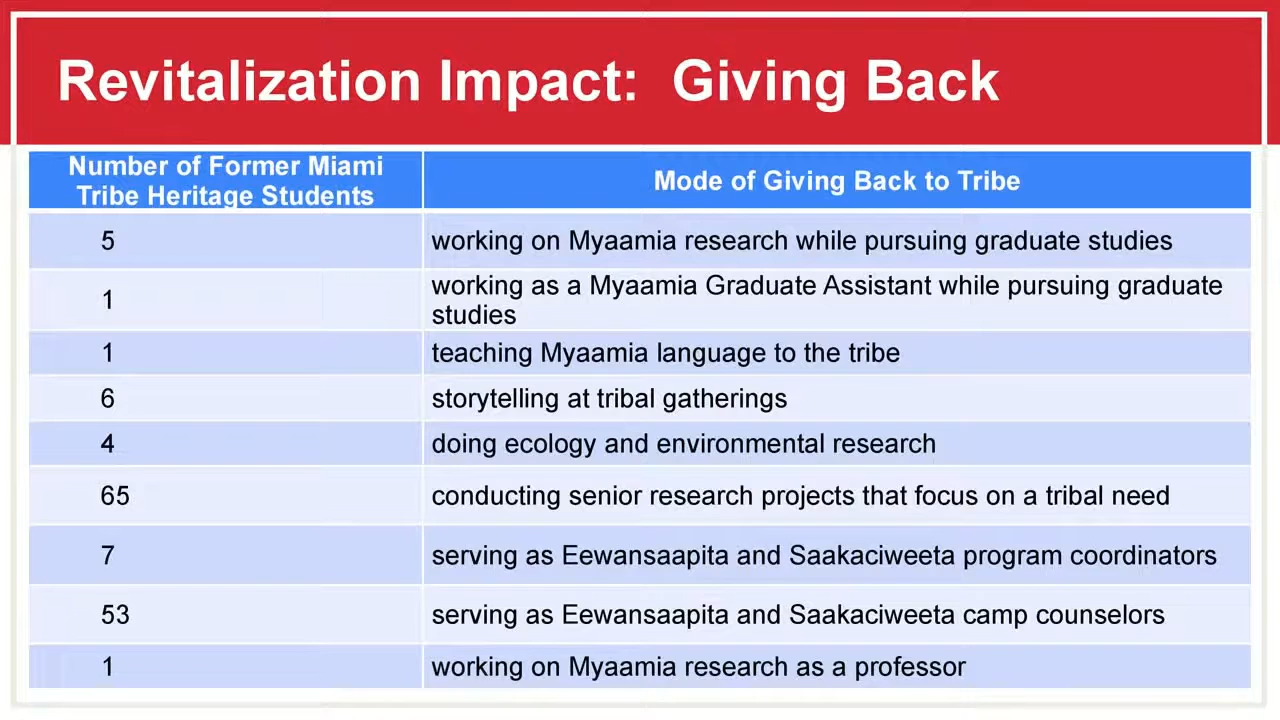 Revitalization Impact:  Giving Back
Number of Former Miami
Tribe Heritage Students
Mode of Giving Back to Tribe
5 working on Myaamia research while pursuing graduate studies
1 working as a Myaamia Graduate Assistant while pursuing graduate
studies
1 teaching Myaamia language to the tribe
6 storytelling at tribal gatherings
4 doing ecology and environmental research
65 conducting senior research projects that focus on a tribal need
7 serving as Eewansaapita and Saakaciweeta program coordinators
53 serving as Eewansaapita and Saakaciweeta camp counselors
1 working on Myaamia research as a professor